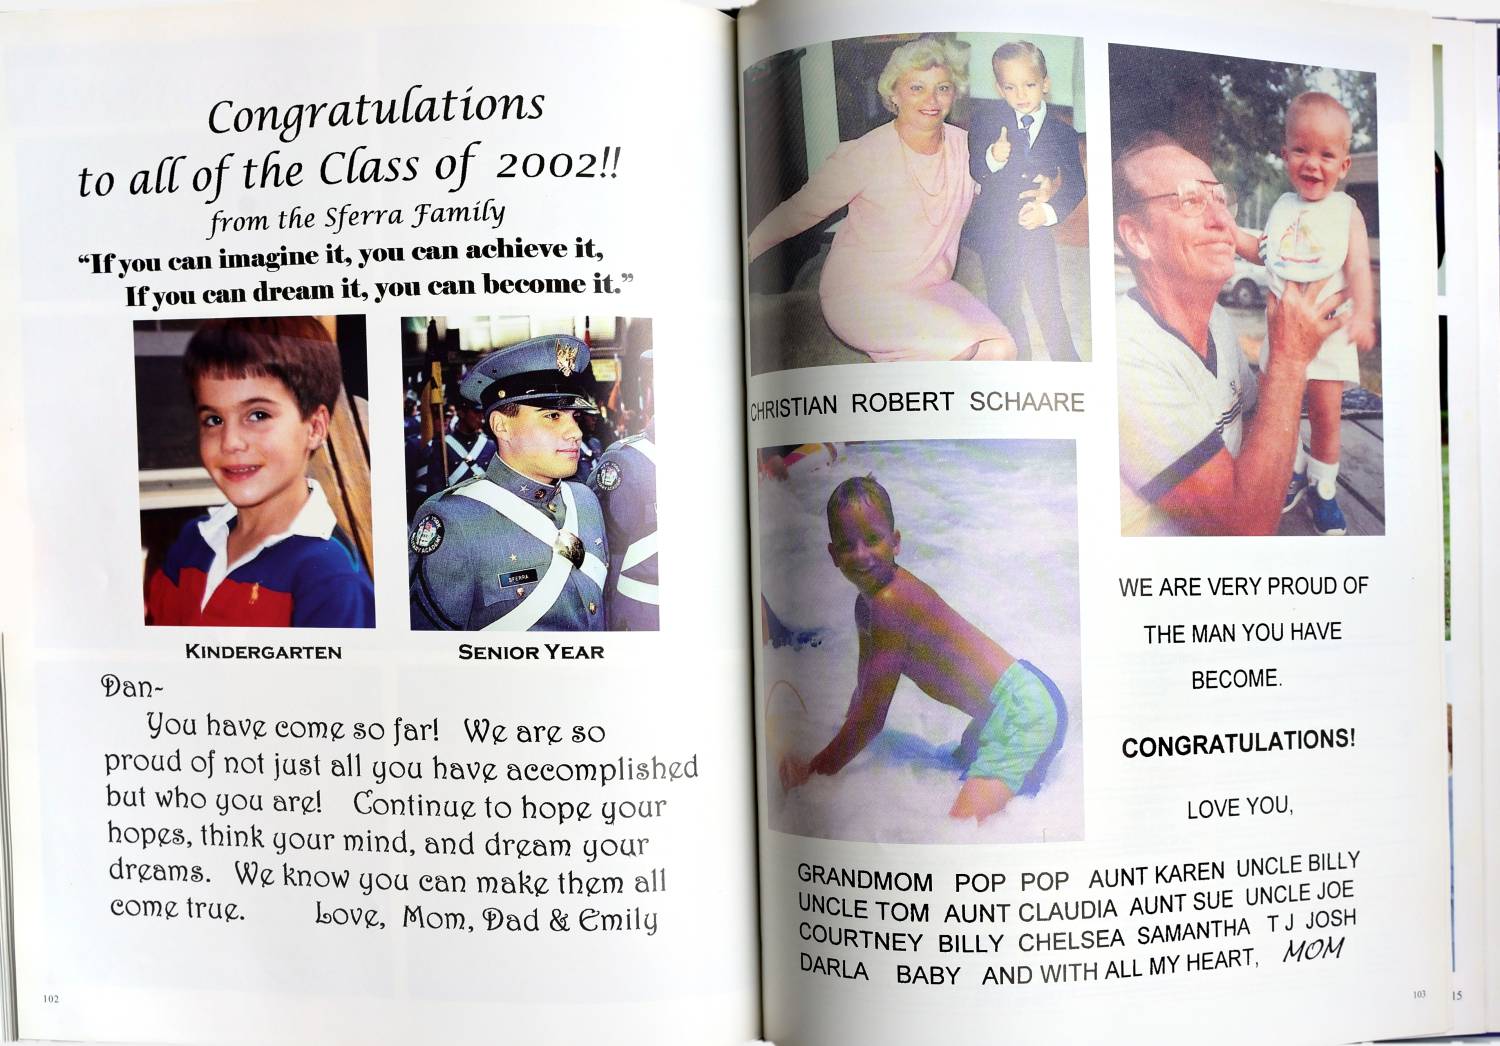 Congratulations
to all of the Class of 2002!!
from the Sferra Family
“If you can imagine it, you can achieve it,
If you can dream it, you can become it.”
SFERRA
KINDERGARTEN
SENIOR YEAR
Dan-
You have come so far! We are so
proud of not just all you have accomplished
but who you are! Continue to hope your
hopes, think your mind, and dream your
dreams. We know you can make them all
come true. Love, Mom, Dad & Emily
102
CHRISTIAN ROBERT SCHAARE
WE ARE VERY PROUD OF
THE MAN YOU HAVE
BECOME.
CONGRATULATIONS!
LOVE YOU,
GRANDMOM POP POP AUNT KAREN UNCLE BILLY
UNCLE TOM AUNT CLAUDIA AUNT SUE UNCLE JOE
COURTNEY BILLY CHELSEA SAMANTHA T J JOSH
DARLA BABY AND WITH ALL MY HEART, MOM
103
15